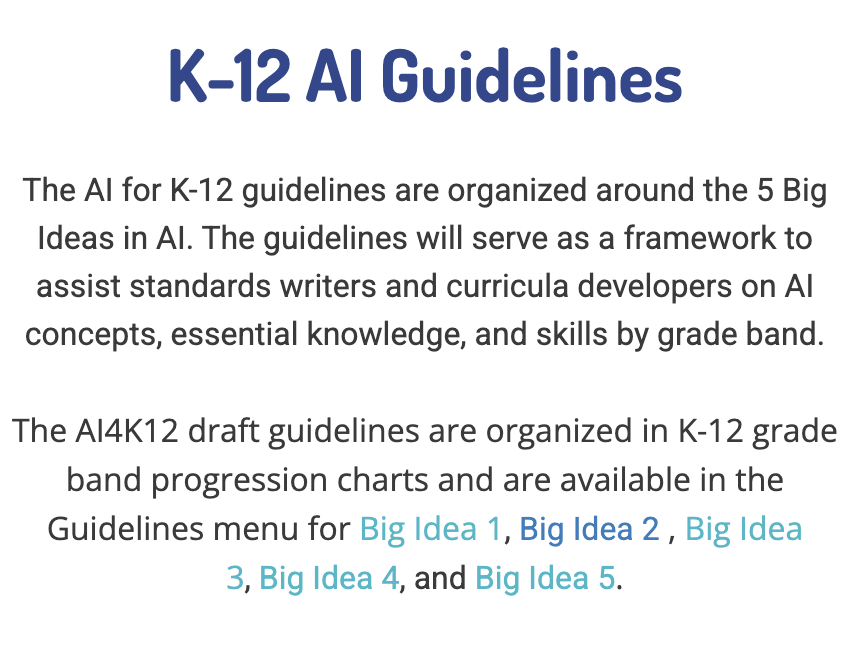 K-12 AI Guidelines
The AI for K-12 guidelines are organized around the 5 Big
Ideas in AI. The guidelines will serve as a framework to
assist standards writers and curricula developers on AI
concepts, essential knowledge, and skills by grade band.
The AI4K12 draft guidelines are organized in K-12 grade
band progression charts and are available in the
Guidelines menu for Big Idea 1, Big Idea 2 , Big Idea
3, Big Idea 4, and Big Idea 5.